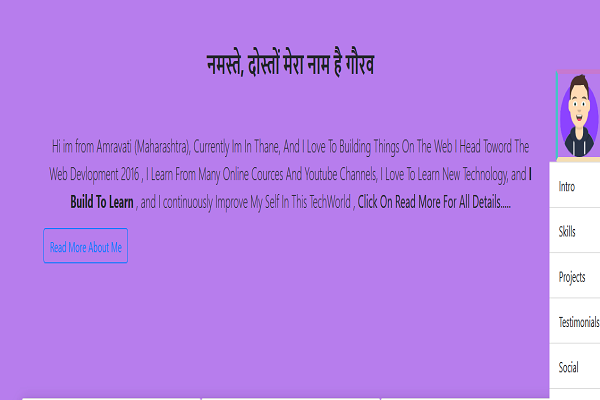 नमस्ते, दोस्तों मेरा नाम है गौरव
Hi im from Amravati (Maharashtra), Currently Im In Thane, And I Love To Building Things On The Web I Head Toword The
Web Devlopment 2016 , I Learn From Many Online Cources And Youtube Channels, I Love To Learn New Technology, and I
Build To Learn , and I continuously Improve My Self In This TechWorld , Click On Read More For All Details.....
Read More About Me
Intro
Skills
Projects
Testimonials
Social